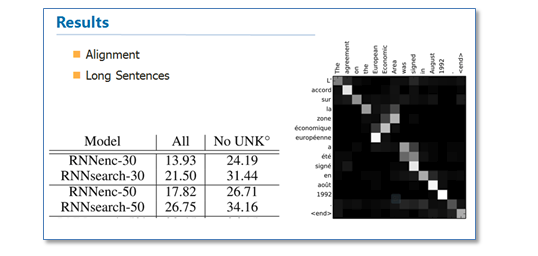 Results
Alignment
Long Sentences
Model All No UNK°
RNNenc-30 13.93 24.19
RNNsearch-30 21.50 31.44
RNNenc-50 17.82 26.71
RNNsearch-50 26.75 34.16
The
agreement
on
the
European
Economic
Area
was
signed
in
August
1992
.
<end>
L'
accord
sur
la
zone
économique
européenne
a
été
signé
en
août
1992
.
<end>